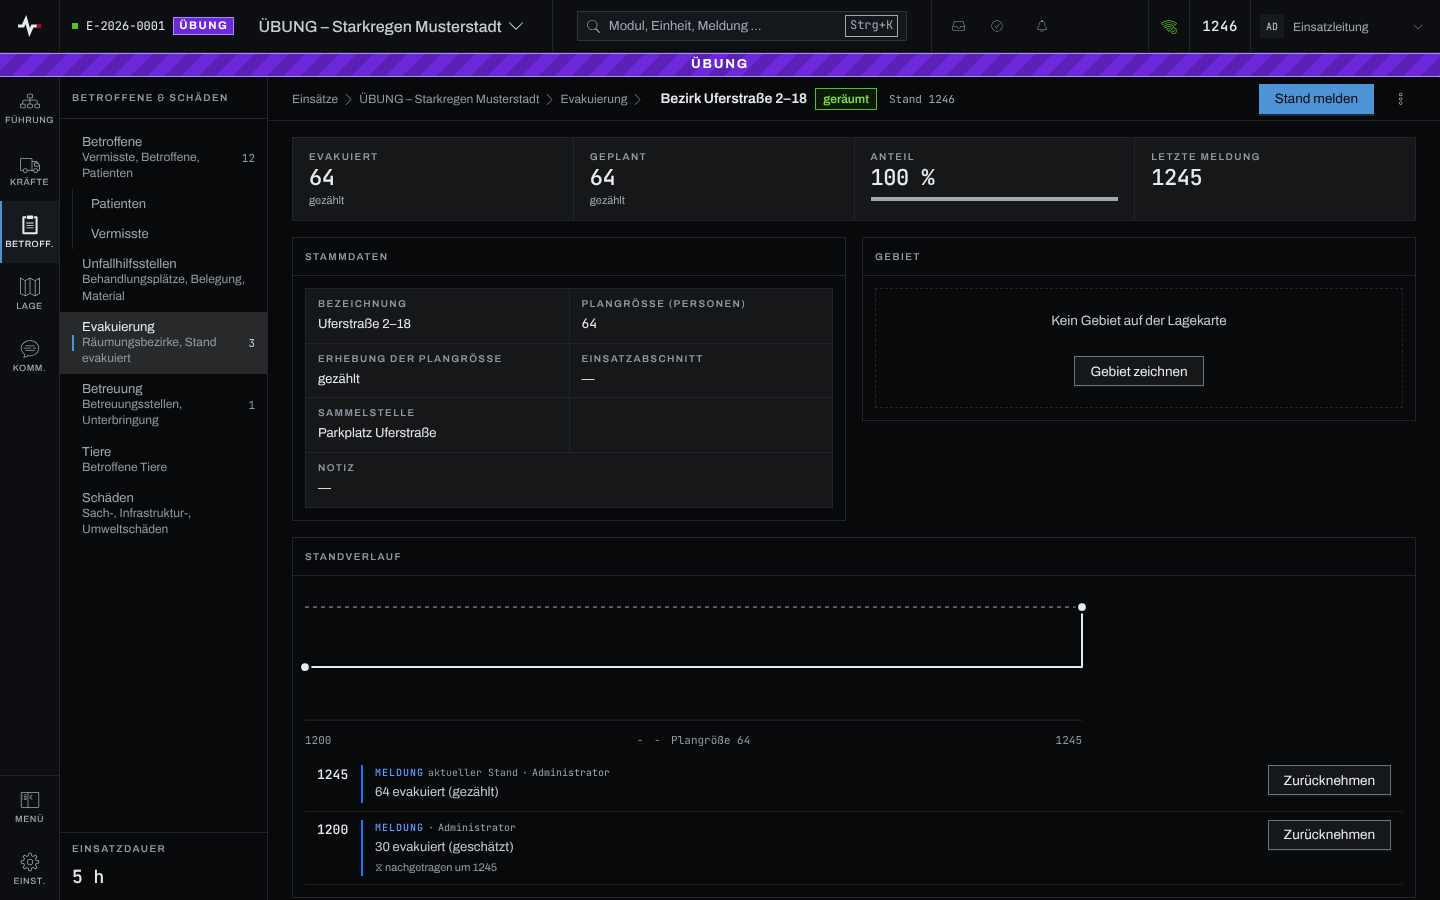 E-2026-0001 ÜBUNG ÜBUNG – Starkregen Musterstadt
Modul, Einheit, Meldung ... Strg+K
1246
AD Einsatzleitung
ÜBUNG
FÜHRUNG
KRÄFTE
BETROFF.
LAGE
KOMM.
MENÜ
EINST.
BETROFFENE & SCHÄDEN
Betroffene
Vermisste, Betroffene, 12
Patienten
Patienten
Vermisste
Unfallhilfsstellen
Behandlungsplätze, Belegung,
Material
Evakuierung
Räumungsbezirke, Stand 3
evakuiert
Betreuung
Betreuungsstellen, 1
Unterbringung
Tiere
Betroffene Tiere
Schäden
Sach-, Infrastruktur-,
Umweltschäden
EINSATZDAUER
5 h
Einsätze ÜBUNG – Starkregen Musterstadt Evakuierung Bezirk Uferstraße 2–18 geräumt Stand 1246
Stand melden
EVAKUIERT
64
gezählt
GEPLANT
64
gezählt
ANTEIL
100 %
LETZTE MELDUNG
1245
STAMMDATEN
BEZEICHNUNG
Uferstraße 2–18
PLANGRÖSSE (PERSONEN)
64
ERHEBUNG DER PLANGRÖSSE
gezählt
EINSATZABSCHNITT
—
SAMMELSTELLE
Parkplatz Uferstraße
NOTIZ
—
GEBIET
Kein Gebiet auf der Lagekarte
Gebiet zeichnen
STANDVERLAUF
1200 - - Plangröße 64 1245
1245 MELDUNG aktueller Stand · Administrator
64 evakuiert (gezählt)
Zurücknehmen
1200 MELDUNG · Administrator
30 evakuiert (geschätzt)
⧖ nachgetragen um 1245
Zurücknehmen